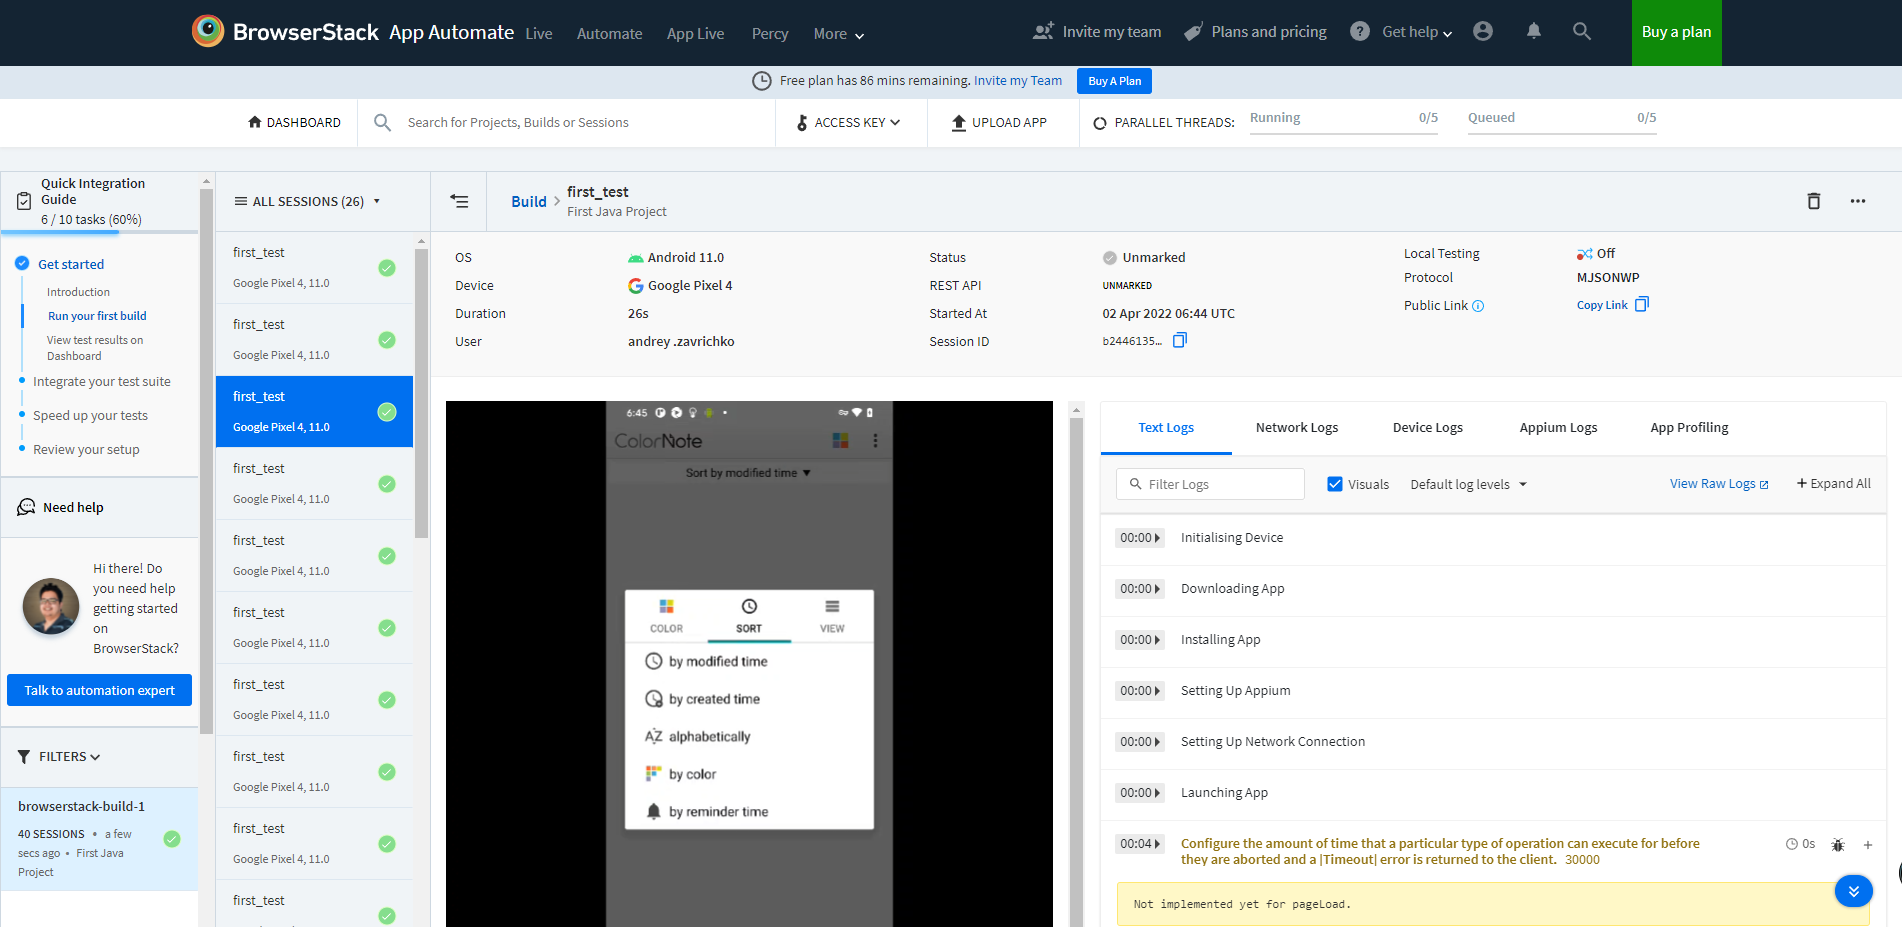 BrowserStack App Automate Live Automate App Live Percy More Invite my team Plans and pricing Get help Buy a plan
Free plan has 86 mins remaining. Invite my Team Buy A Plan
DASHBOARD Search for Projects, Builds or Sessions ACCESS KEY UPLOAD APP PARALLEL THREADS: Running 0/5 Queued 0/5
Quick Integration
Guide
6 / 10 tasks (60%)
Get started
Introduction
Run your first build
View test results on
Dashboard
Integrate your test suite
Speed up your tests
Review your setup
Need help
Hi there! Do
you need help
getting started
on
BrowserStack?
Talk to automation expert
FILTERS
browserstack-build-1
40 SESSIONS • a few
secs ago • First Java
Project
ALL SESSIONS (26)
first_test
Google Pixel 4, 11.0
first_test
Google Pixel 4, 11.0
first_test
Google Pixel 4, 11.0
first_test
Google Pixel 4, 11.0
first_test
Google Pixel 4, 11.0
first_test
Google Pixel 4, 11.0
first_test
Google Pixel 4, 11.0
first_test
Google Pixel 4, 11.0
first_test
Google Pixel 4, 11.0
first_test
Build > first_test
First Java Project
OS Android 11.0
Device Google Pixel 4
Duration 26s
User andrey .zavrichko
Status Unmarked
REST API UNMARKED
Started At 02 Apr 2022 06:44 UTC
Session ID b2446135...
Local Testing Off
Protocol MJSONWP
Public Link Copy Link
6:45
ColorNote
Sort by modified time
COLOR SORT VIEW
by modified time
by created time
AZ alphabetically
by color
by reminder time
Text Logs Network Logs Device Logs Appium Logs App Profiling
Filter Logs Visuals Default log levels View Raw Logs + Expand All
00:00 Initialising Device
00:00 Downloading App
00:00 Installing App
00:00 Setting Up Appium
00:00 Setting Up Network Connection
00:00 Launching App
00:04 Configure the amount of time that a particular type of operation can execute for before 0s +
they are aborted and a |Timeout| error is returned to the client. 30000
Not implemented yet for pageLoad.